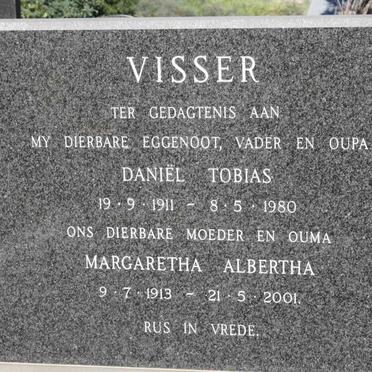 VISSER
TER GEDAGTENIS AAN
MY DIERBARE EGGENOOT, VADER EN OUPA
DANIËL TOBIAS
19·9·1911 – 8·5·1980
ONS DIERBARE MOEDER EN OUMA
MARGARETHA ALBERTHA
9·7·1913 – 21·5·2001.
RUS IN VREDE.